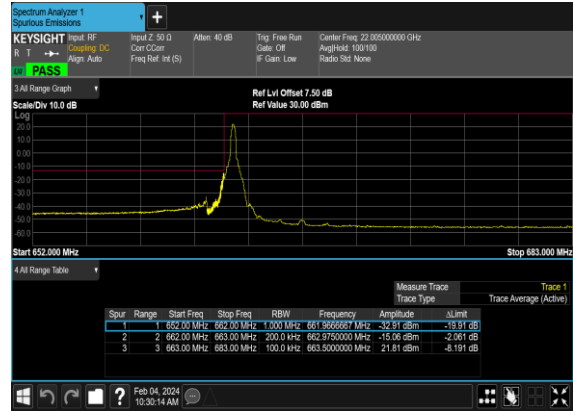 Spectrum Analyzer 1
Spurious Emissions
+
KEYSIGHT Input: RF Input Z: 50 Ω Atten: 40 dB Trig: Free Run Center Freq: 22.005000000 GHz
R T Coupling: DC Corr CCorr Gate: Off Avg|Hold: 100/100
Align: Auto Freq Ref: Int (S) IF Gain: Low Radio Std: None
LM PASS
3 All Range Graph
Ref Lvl Offset 7.50 dB
Scale/Div 10.0 dB Ref Value 30.00 dBm
Log
20.0
10.0
0.00
-10.0
-20.0
-30.0
-40.0
-50.0
-60.0
Start 652.000 MHz Stop 683.000 MHz
4 All Range Table
Measure Trace Trace 1
Trace Type Trace Average (Active)
Spur Range Start Freq Stop Freq RBW Frequency Amplitude ΔLimit
1 1 652.00 MHz 662.00 MHz 1.000 MHz 661.9666667 MHz -32.91 dBm -19.91 dB
2 2 662.00 MHz 663.00 MHz 200.0 kHz 662.9750000 MHz -15.06 dBm -2.061 dB
3 3 663.00 MHz 683.00 MHz 100.0 kHz 663.5000000 MHz 21.81 dBm -8.191 dB
? Feb 04, 2024
10:30:14 AM